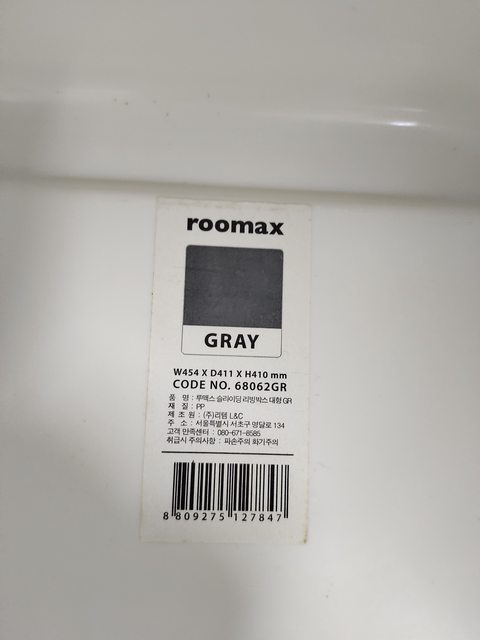 roomax
GRAY
W454 X D411 X H410 mm
CODE NO. 68062GR
품 명 : 루맥스 슬라이딩 리빙박스 대형 GR
재 질 : PP
제 조 원 : (주)리템 L&C
주 소 : 서울특별시 서초구 명달로 134
고객 만족센터 : 080-671-8585
취급시 주의사항 : 파손주의 화기주의
8 809275 127847